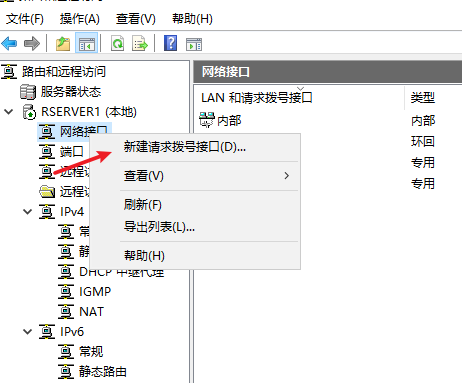 文件(F) 操作(A) 查看(V) 帮助(H)
路由和远程访问
服务器状态
RSERVER1 (本地)
网络接口
端口
远程访
远程
IPv4
常
静
DHCP 中继代理
IGMP
NAT
IPv6
常规
静态路由
新建请求拨号接口(D)...
查看(V)
刷新(F)
导出列表(L)...
帮助(H)
网络接口
LAN 和请求拨号接口 类型
内部 内部
环回
专用
专用